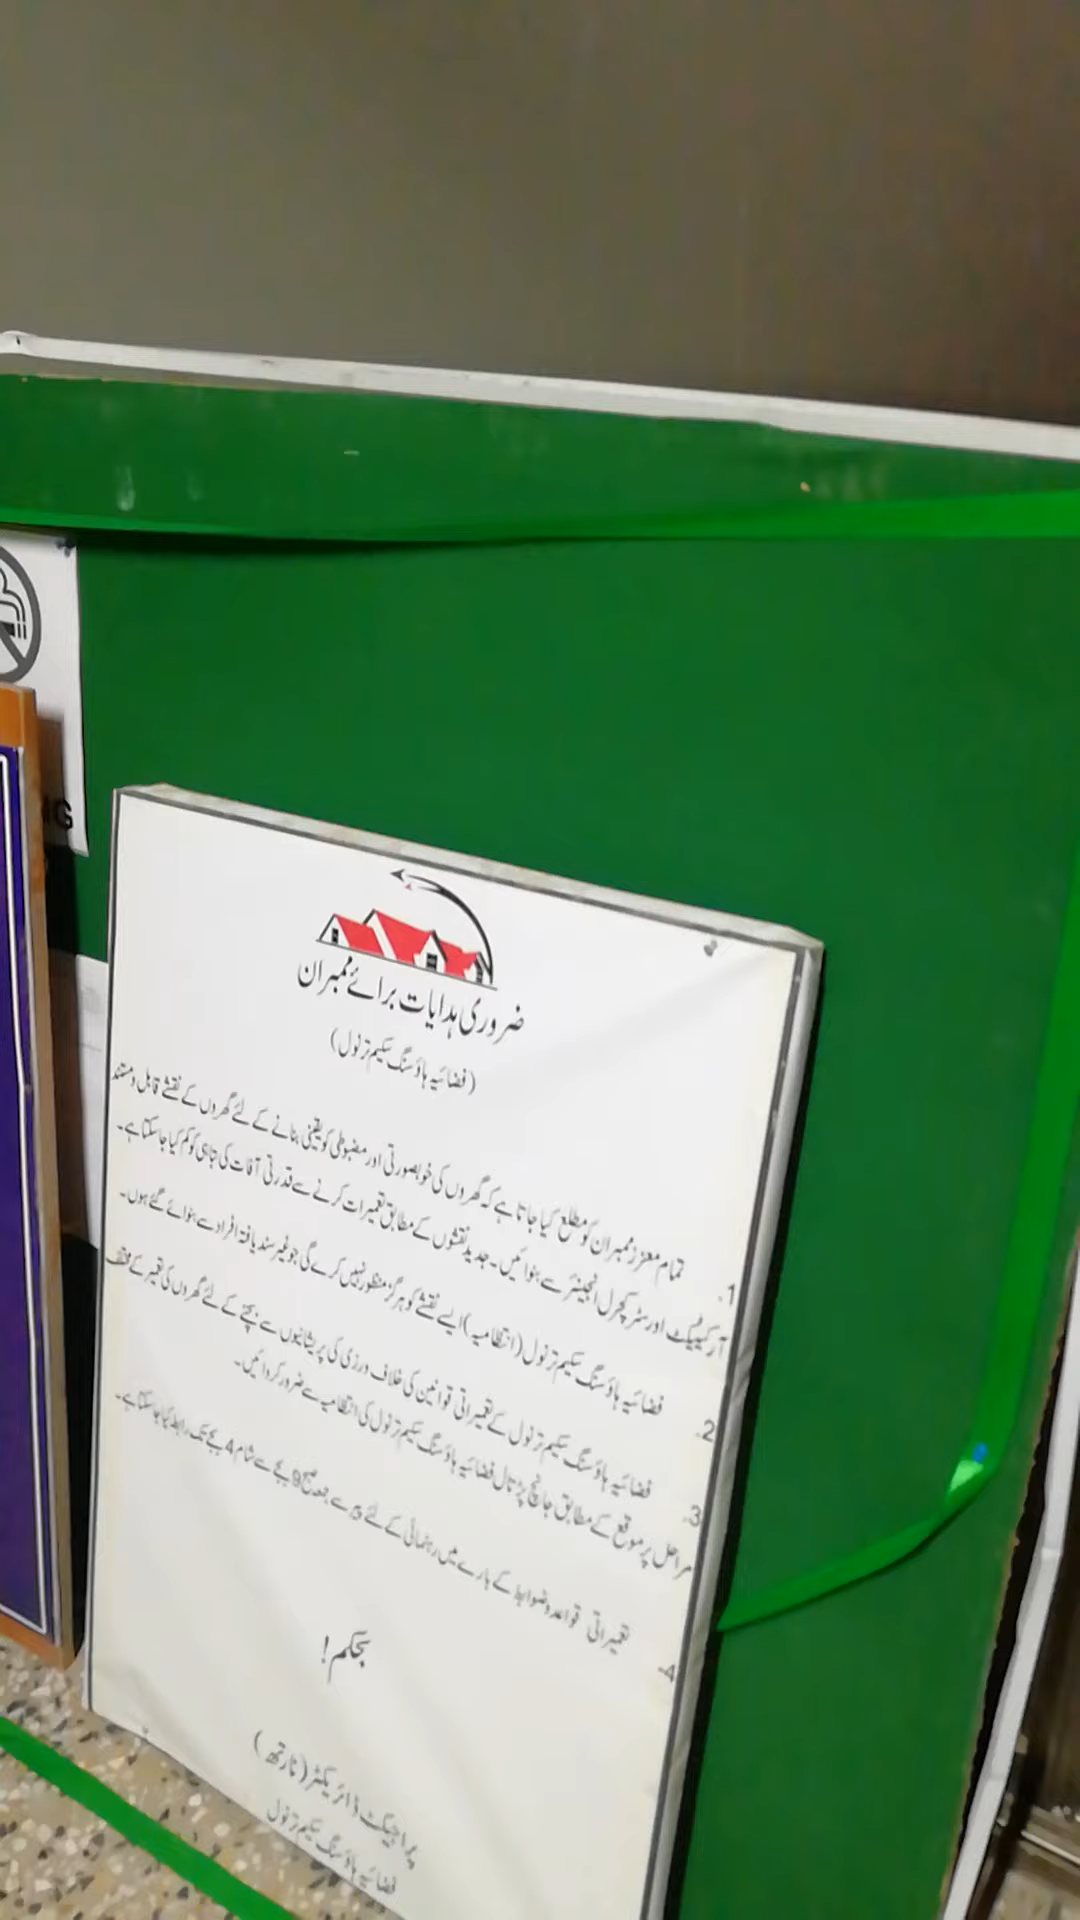 NG
ضروری ہدایات برائے ممبران
(فضائیہ ہاؤسنگ سکیم ترنول)
1. تمام معزز ممبران کو مطلع کیا جاتا ہے کہ گھروں کی خوبصورتی اور مضبوطی کو یقینی بنانے کے لئے گھروں کے نقشے قابل و مستند
آرکیٹیکٹ اور سٹرکچرل انجینئر سے بنوائیں۔ جدید نقشوں کے مطابق تعمیرات کرنے سے قدرتی آفات کی تباہی کو کم کیا جا سکتا ہے۔
2. فضائیہ ہاؤسنگ سکیم ترنول (انتظامیہ) ایسے نقشے کو ہرگز منظور نہیں کرے گی جو غیر سند یافتہ افراد سے بنوائے گئے ہوں۔
3. فضائیہ ہاؤسنگ سکیم ترنول کے تعمیراتی قوانین کی خلاف ورزی کی پریشانیوں سے بچنے کے لئے گھروں کی تعمیر کے مختلف
مراحل پر موقع کے مطابق جانچ پڑتال فضائیہ ہاؤسنگ سکیم ترنول کی انتظامیہ سے ضرور کروائیں۔
4- تعمیراتی قواعد و ضوابط کے بارے میں رہنمائی کے لئے پیر سے جمعہ صبح 9 بجے سے شام 4 بجے تک رابطہ کیا جا سکتا ہے۔
بحکم!
پراجیکٹ ڈائریکٹر (نارتھ)
فضائیہ ہاؤسنگ سکیم ترنول